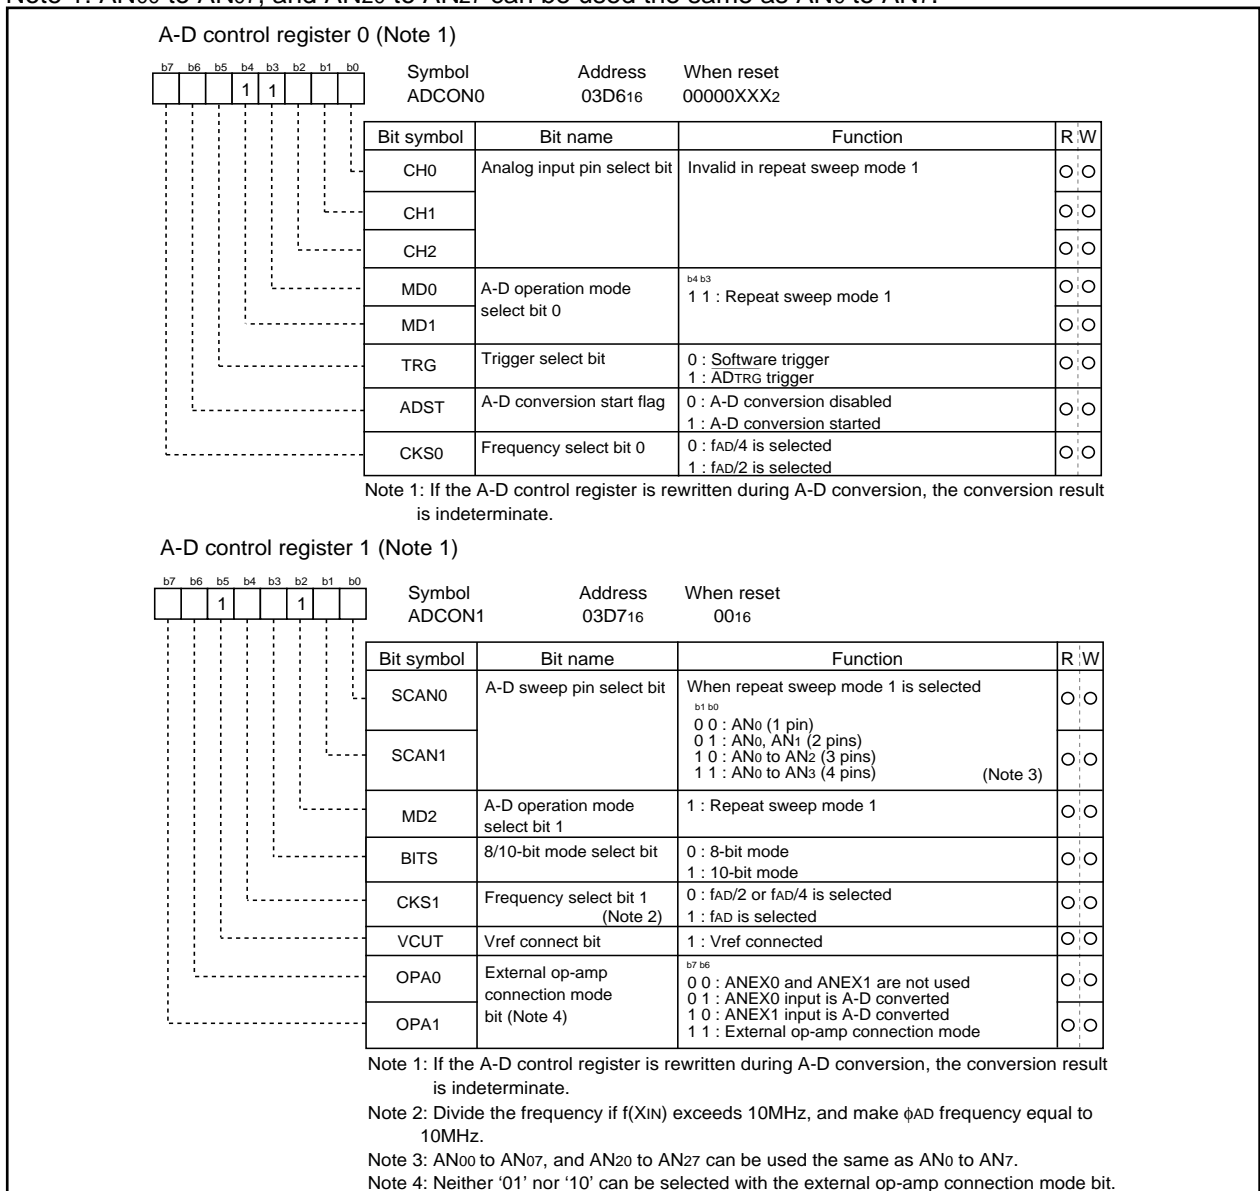 Note 1: AN00 to AN07, and AN20 to AN27 can be used the same as AN0 to AN7.
A-D control register 0 (Note 1)
b7 b6 b5 b4 b3 b2 b1 b0
1 1
Symbol Address When reset
ADCON0 03D616 00000XXX2
Bit symbol Bit name Function R W
CH0 Analog input pin select bit Invalid in repeat sweep mode 1
CH1
CH2
MD0 A-D operation mode select bit 0 b4 b3
1 1 : Repeat sweep mode 1
MD1
TRG Trigger select bit 0 : Software trigger
1 : ADTRG trigger
ADST A-D conversion start flag 0 : A-D conversion disabled
1 : A-D conversion started
CKS0 Frequency select bit 0 0 : fAD/4 is selected
1 : fAD/2 is selected
Note 1: If the A-D control register is rewritten during A-D conversion, the conversion result
is indeterminate.
A-D control register 1 (Note 1)
b7 b6 b5 b4 b3 b2 b1 b0
1 1
Symbol Address When reset
ADCON1 03D716 0016
Bit symbol Bit name Function R W
SCAN0 A-D sweep pin select bit When repeat sweep mode 1 is selected
b1 b0
0 0 : AN0 (1 pin)
0 1 : AN0, AN1 (2 pins)
SCAN1 1 0 : AN0 to AN2 (3 pins)
1 1 : AN0 to AN3 (4 pins) (Note 3)
MD2 A-D operation mode select bit 1 1 : Repeat sweep mode 1
BITS 8/10-bit mode select bit 0 : 8-bit mode
1 : 10-bit mode
CKS1 Frequency select bit 1 (Note 2) 0 : fAD/2 or fAD/4 is selected
1 : fAD is selected
VCUT Vref connect bit 1 : Vref connected
OPA0 External op-amp connection mode bit (Note 4) b7 b6
0 0 : ANEX0 and ANEX1 are not used
0 1 : ANEX0 input is A-D converted
OPA1 1 0 : ANEX1 input is A-D converted
1 1 : External op-amp connection mode
Note 1: If the A-D control register is rewritten during A-D conversion, the conversion result
is indeterminate.
Note 2: Divide the frequency if f(XIN) exceeds 10MHz, and make ϕAD frequency equal to
10MHz.
Note 3: AN00 to AN07, and AN20 to AN27 can be used the same as AN0 to AN7.
Note 4: Neither ‘01’ nor ‘10’ can be selected with the external op-amp connection mode bit.